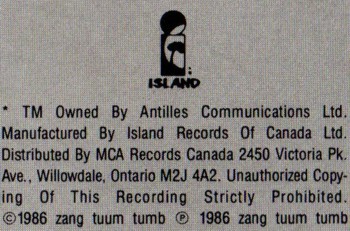 ISLAND
* TM Owned By Antilles Communications Ltd.
Manufactured By Island Records Of Canada Ltd.
Distributed By MCA Records Canada 2450 Victoria Pk.
Ave., Willowdale, Ontario M2J 4A2. Unauthorized Copy-
ing Of This Recording Strictly Prohibited.
©1986 zang tuum tumb ℗ 1986 zang tuum tumb